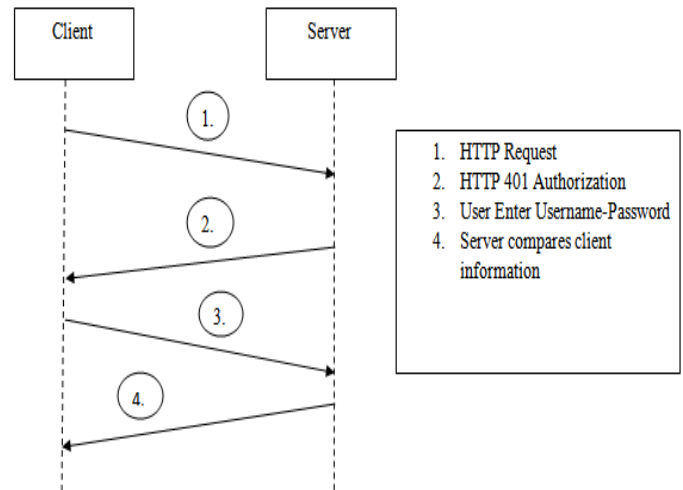 Client
Server
1.
2.
3.
4.
1. HTTP Request
2. HTTP 401 Authorization
3. User Enter Username-Password
4. Server compares client
information